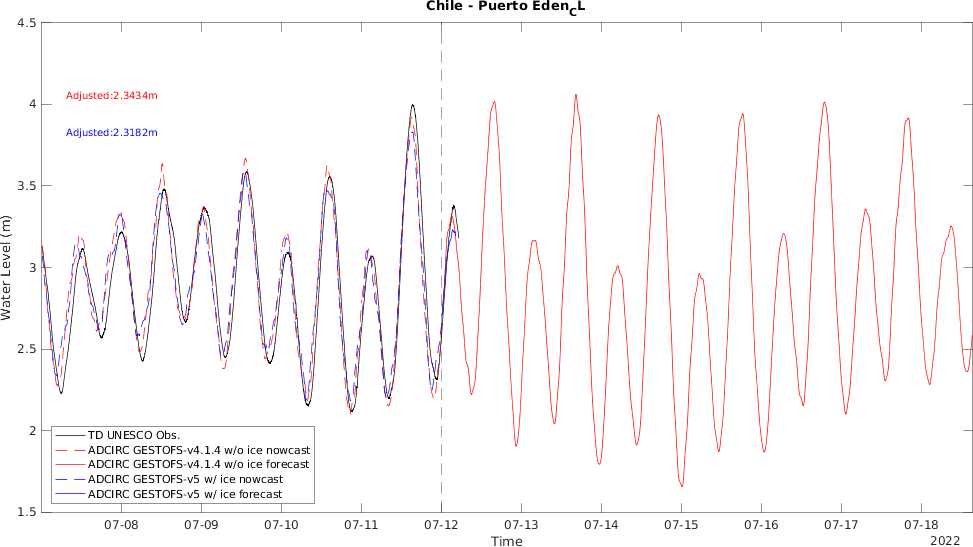 Chile - Puerto Eden_CL
4.5
4
3.5
3
2.5
2
1.5
Water Level (m)
Adjusted:2.3434m
Adjusted:2.3182m
TD UNESCO Obs.
ADCIRC GESTOFS-v4.1.4 w/o ice nowcast
ADCIRC GESTOFS-v4.1.4 w/o ice forecast
ADCIRC GESTOFS-v5 w/ ice nowcast
ADCIRC GESTOFS-v5 w/ ice forecast
07-08 07-09 07-10 07-11 07-12 07-13 07-14 07-15 07-16 07-17 07-18
Time
2022